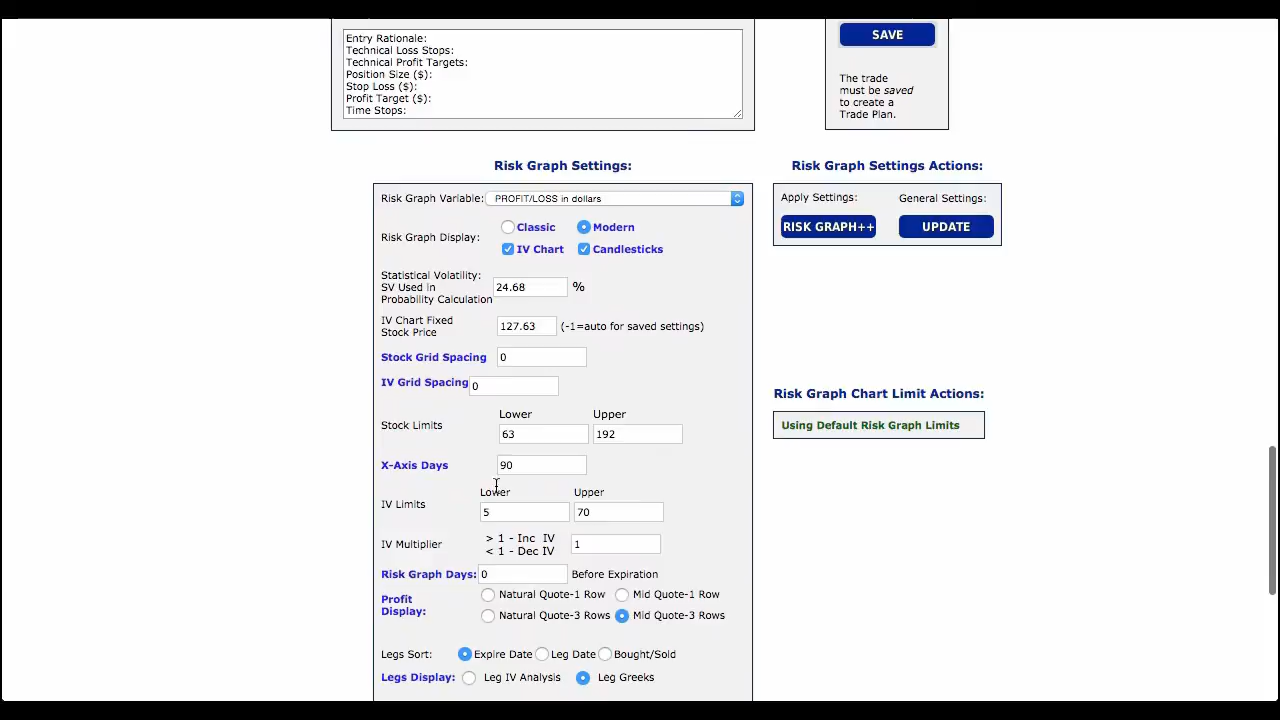 Entry Rationale:
Technical Loss Stops:
Technical Profit Targets:
Position Size ($):
Stop Loss ($):
Profit Target ($):
Time Stops:
SAVE
The trade
must be saved
to create a
Trade Plan.
Risk Graph Settings:
Risk Graph Variable: PROFIT/LOSS in dollars
Risk Graph Display: Classic Modern
IV Chart Candlesticks
Statistical Volatility:
SV Used in
Probability Calculation 24.68 %
IV Chart Fixed
Stock Price 127.63 (-1=auto for saved settings)
Stock Grid Spacing 0
IV Grid Spacing 0
Lower Upper
Stock Limits 63 192
X-Axis Days 90
Lower Upper
IV Limits 5 70
IV Multiplier > 1 - Inc IV
< 1 - Dec IV 1
Risk Graph Days: 0 Before Expiration
Profit
Display: Natural Quote-1 Row Mid Quote-1 Row
Natural Quote-3 Rows Mid Quote-3 Rows
Legs Sort: Expire Date Leg Date Bought/Sold
Legs Display: Leg IV Analysis Leg Greeks
Risk Graph Settings Actions:
Apply Settings: General Settings:
RISK GRAPH++ UPDATE
Risk Graph Chart Limit Actions:
Using Default Risk Graph Limits